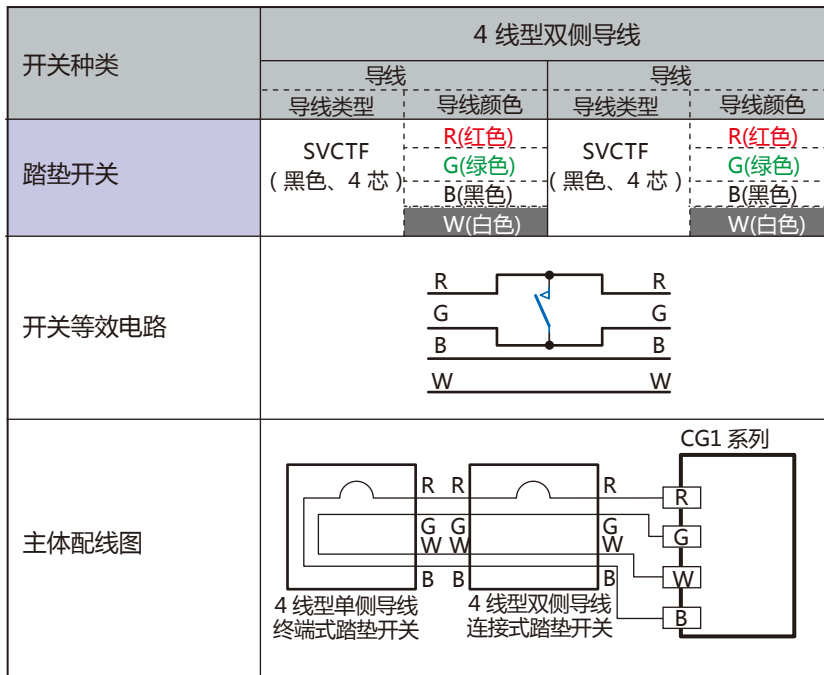 4 线型双侧导线
开关种类
导线 导线
导线类型 导线颜色 导线类型 导线颜色
踏垫开关
SVCTF
( 黑色、4 芯 )
R(红色)
G(绿色)
B(黑色)
W(白色)
SVCTF
( 黑色、4 芯 )
R(红色)
G(绿色)
B(黑色)
W(白色)
开关等效电路
R R
G G
B B
W W
主体配线图
CG1 系列
R R R R
G G G G
W W W W
B B B B
4 线型单侧导线
终端式踏垫开关
4 线型双侧导线
连接式踏垫开关